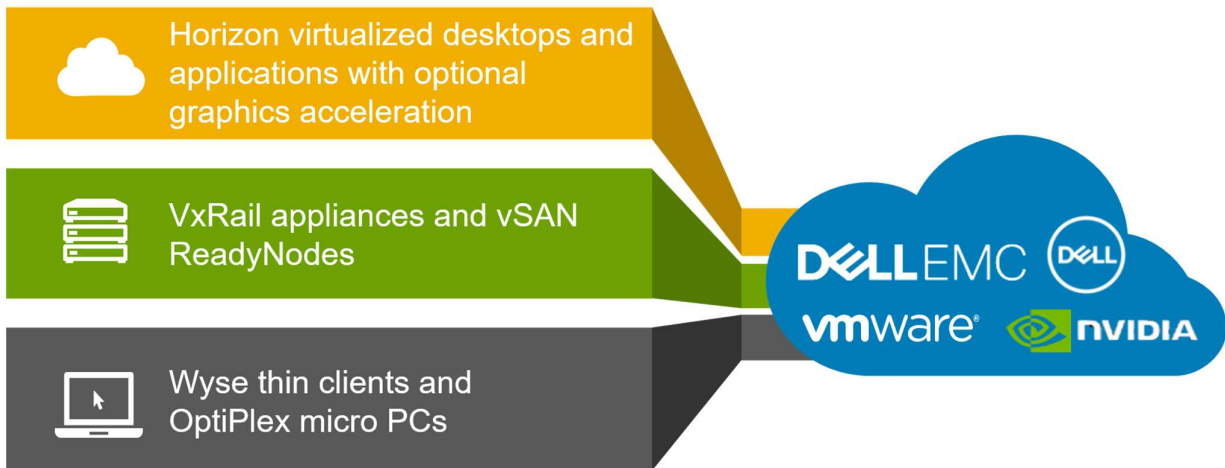 Horizon virtualized desktops and
applications with optional
graphics acceleration
VxRail appliances and vSAN
ReadyNodes
Wyse thin clients and
OptiPlex micro PCs
DELLEMC DELL
vmware® NVIDIA